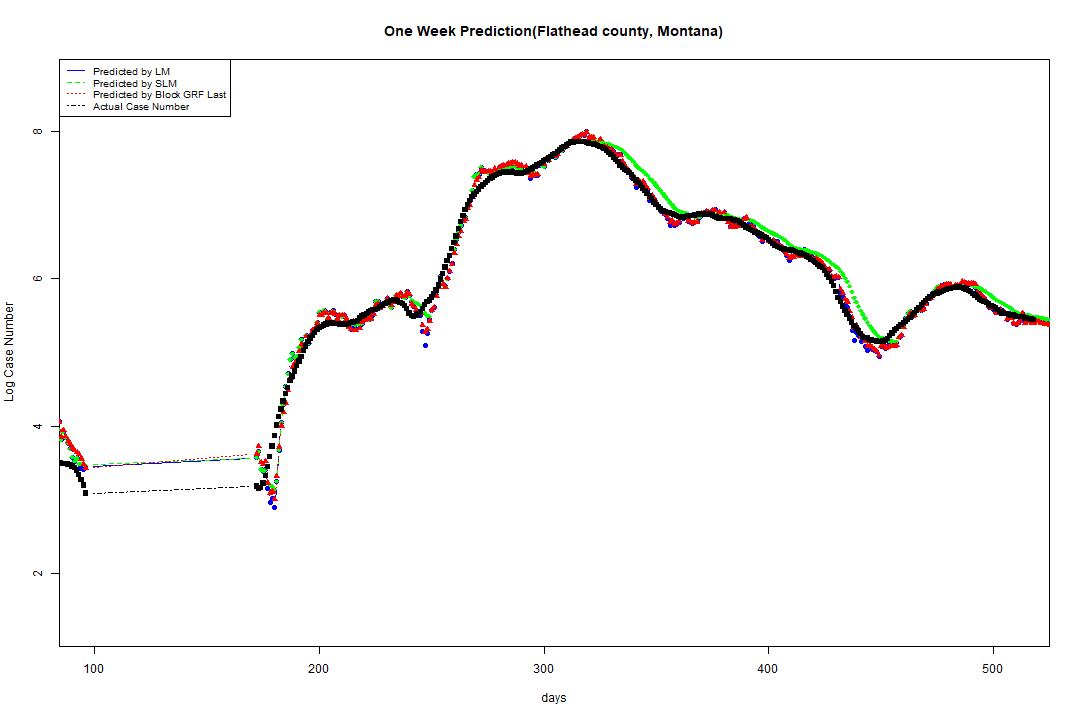 One Week Prediction(Flathead county, Montana)
Predicted by LM
Predicted by SLM
Predicted by Block GRF Last
Actual Case Number
8
6
4
2
Log Case Number
100 200 300 400 500
days